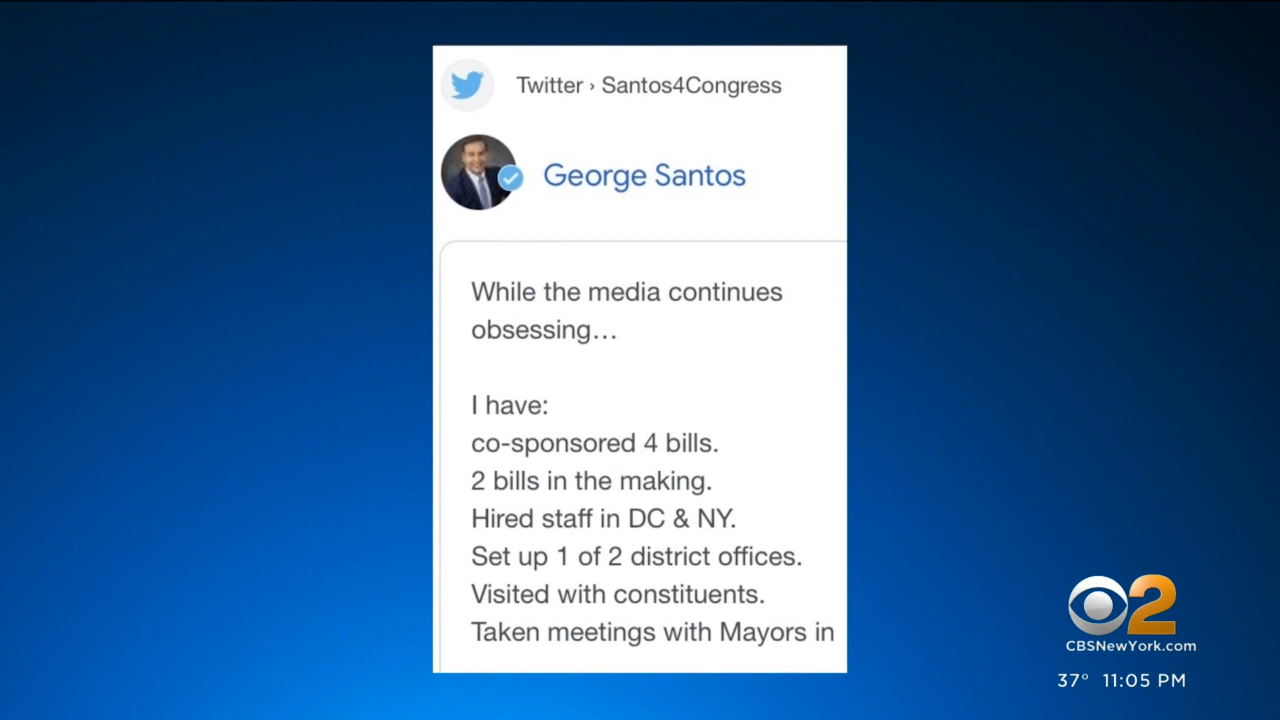 Twitter › Santos4Congress
George Santos
While the media continues
obsessing…
I have:
co-sponsored 4 bills.
2 bills in the making.
Hired staff in DC & NY.
Set up 1 of 2 district offices.
Visited with constituents.
Taken meetings with Mayors in
2
CBSNewYork.com
37° 11:05 PM